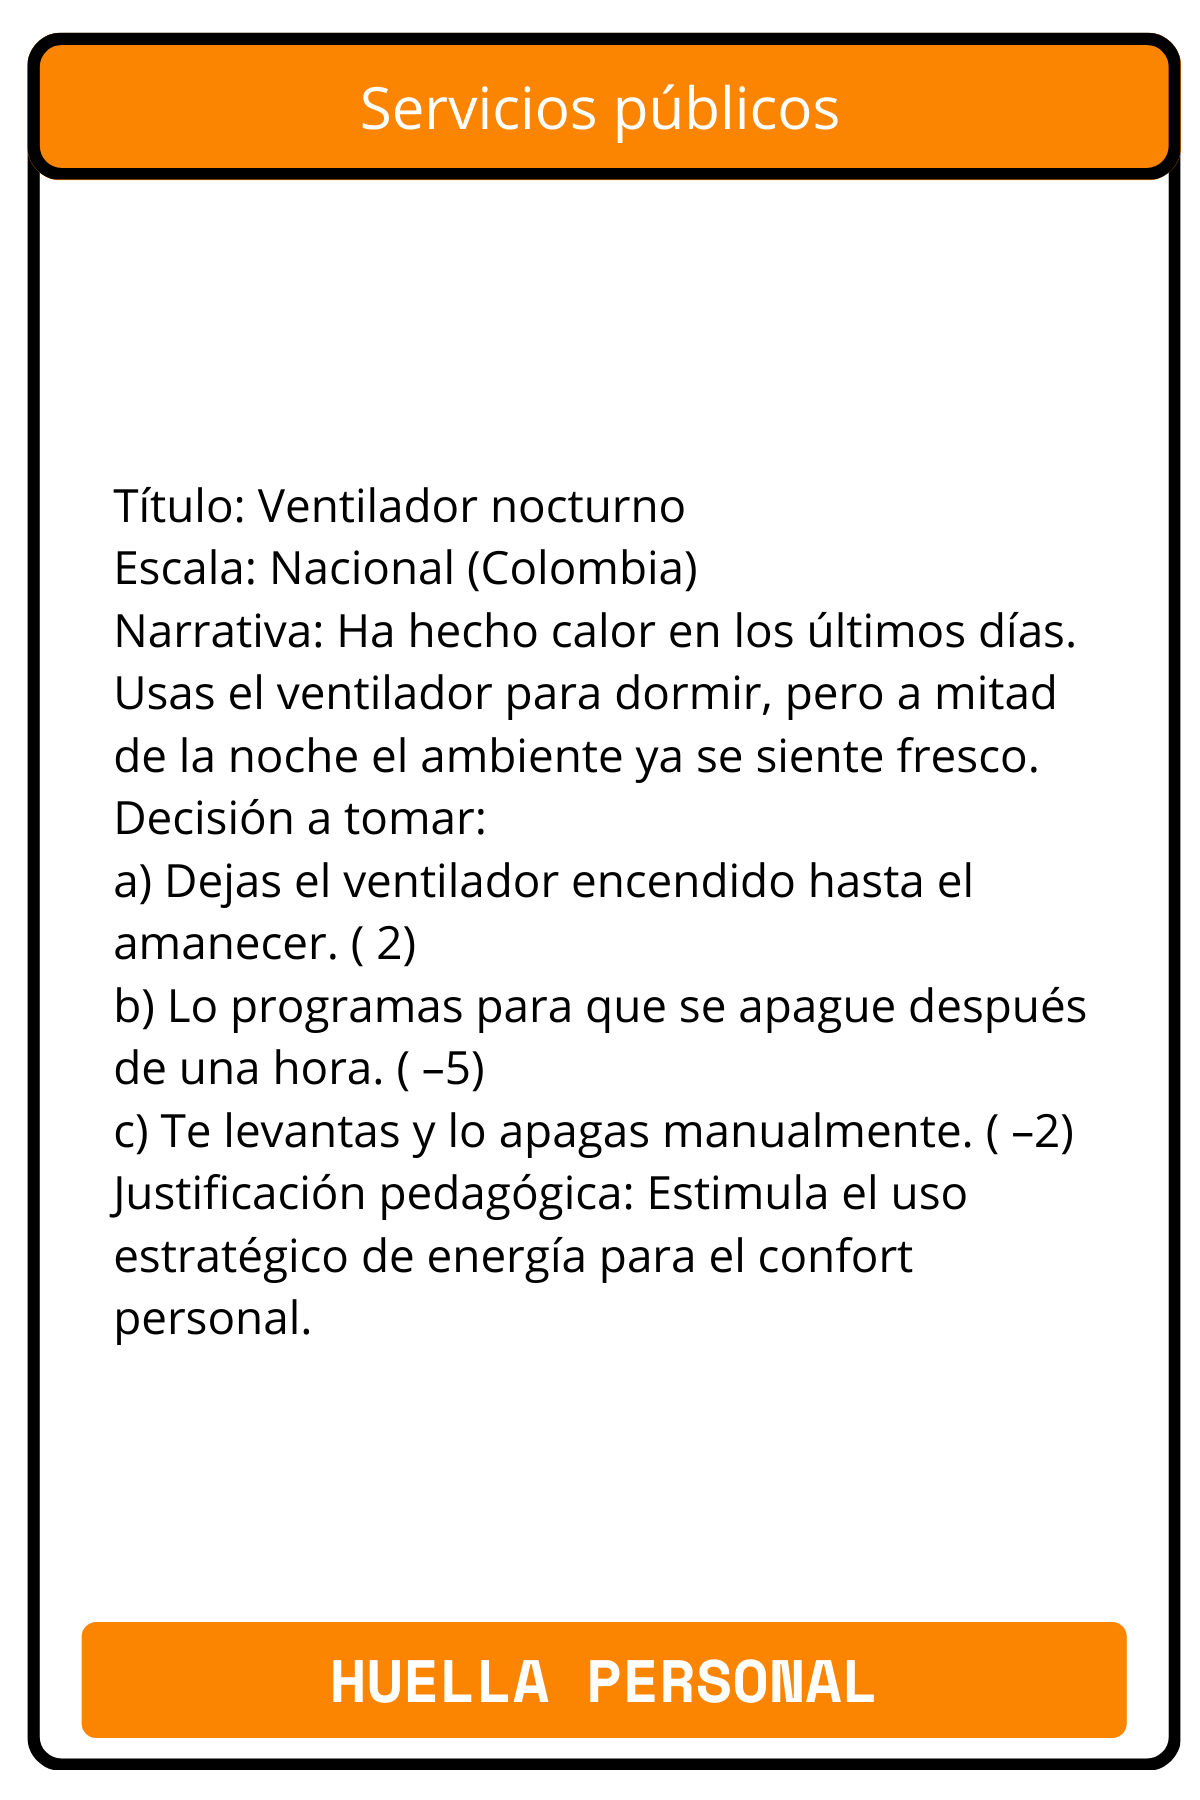 Servicios públicos
Título: Ventilador nocturno
Escala: Nacional (Colombia)
Narrativa: Ha hecho calor en los últimos días.
Usas el ventilador para dormir, pero a mitad
de la noche el ambiente ya se siente fresco.
Decisión a tomar:
a) Dejas el ventilador encendido hasta el
amanecer. ( 2)
b) Lo programas para que se apague después
de una hora. ( –5)
c) Te levantas y lo apagas manualmente. ( –2)
Justificación pedagógica: Estimula el uso
estratégico de energía para el confort
personal.
HUELLA PERSONAL